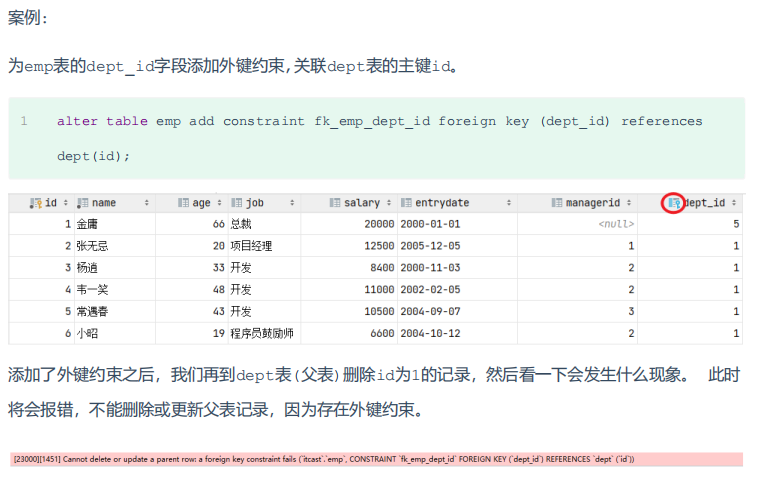 案例：
为emp表的dept_id字段添加外键约束,关联dept表的主键id。
1 alter table emp add constraint fk_emp_dept_id foreign key (dept_id) references
dept(id);
id name age job salary entrydate managerid dept_id
1 金庸 66 总裁 20000 2000-01-01 <null> 5
2 张无忌 20 项目经理 12500 2005-12-05 1 1
3 杨逍 33 开发 8400 2000-11-03 2 1
4 韦一笑 48 开发 11000 2002-02-05 2 1
5 常遇春 43 开发 10500 2004-09-07 3 1
6 小昭 19 程序员鼓励师 6600 2004-10-12 2 1
添加了外键约束之后，我们再到dept表(父表)删除id为1的记录，然后看一下会发生什么现象。 此时
将会报错，不能删除或更新父表记录，因为存在外键约束。
[23000][1451] Cannot delete or update a parent row: a foreign key constraint fails (`itcast`.`emp`, CONSTRAINT `fk_emp_dept_id` FOREIGN KEY (`dept_id`) REFERENCES `dept` (`id`))